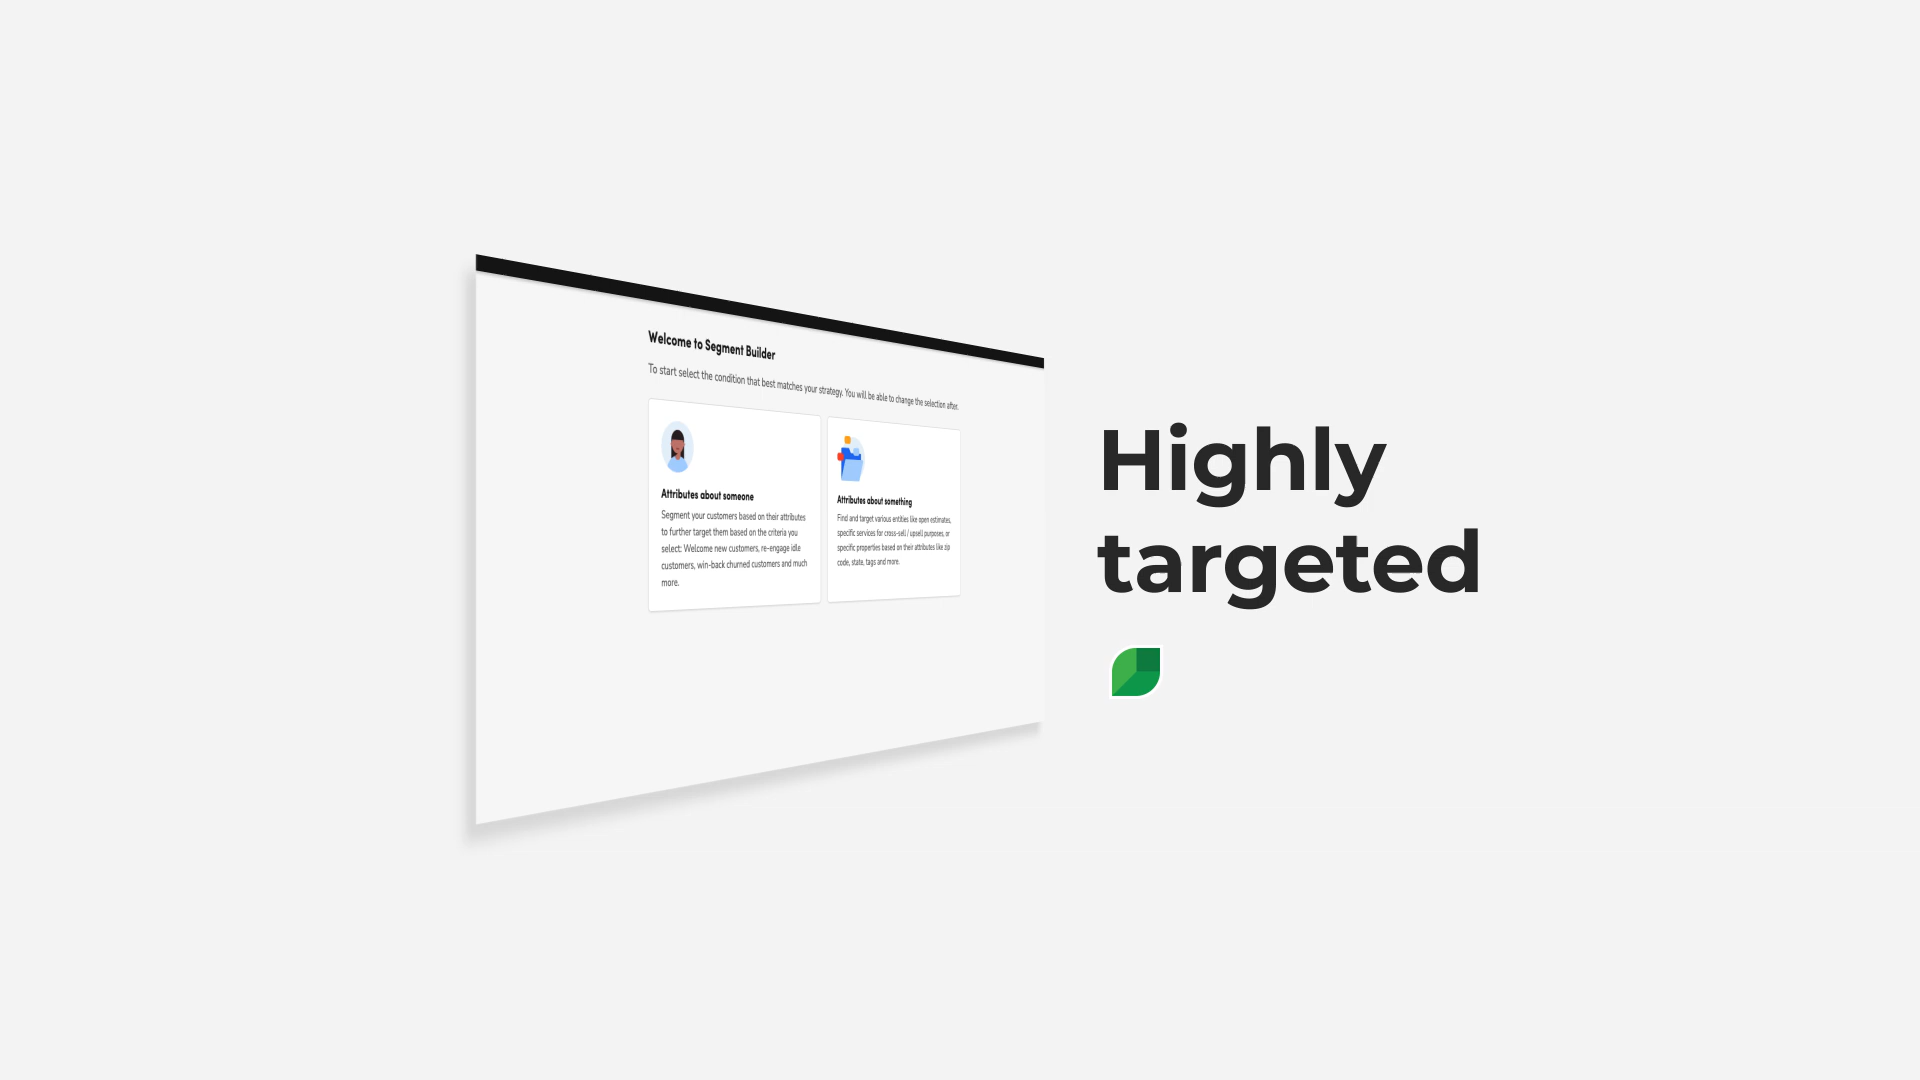 Welcome to Segment Builder
To start select the condition that best matches your strategy. You will be able to change the selection after.
Attributes about someone
Segment your customers based on their attributes
to further target them based on the criteria you
select: Welcome new customers, re-engage idle
customers, win-back churned customers and much
more.
Attributes about something
Find and target various entities like open estimates,
specific services for cross-sell / upsell purposes, or
specific properties based on their attributes like zip
code, state, tags and more.
Highly
targeted